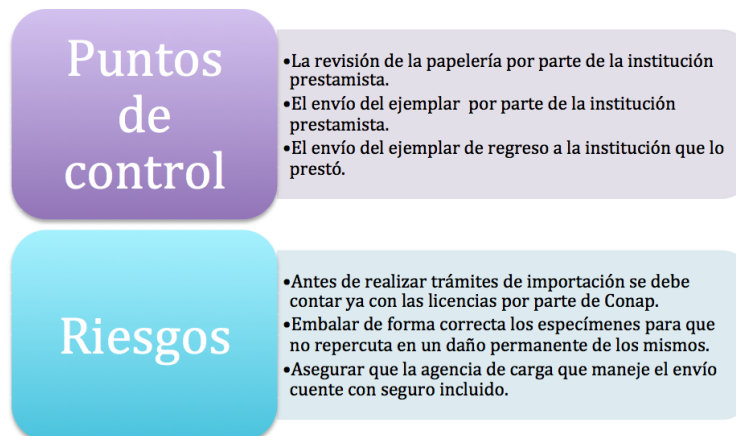 Puntos
de
control
•La revisión de la papelería por parte de la institución
prestamista.
•El envío del ejemplar por parte de la institución
prestamista.
•El envío del ejemplar de regreso a la institución que lo
prestó.
Riesgos
•Antes de realizar trámites de importación se debe
contar ya con las licencias por parte de Conap.
•Embalar de forma correcta los especímenes para que
no repercuta en un daño permanente de los mismos.
•Asegurar que la agencia de carga que maneje el envío
cuente con seguro incluido.